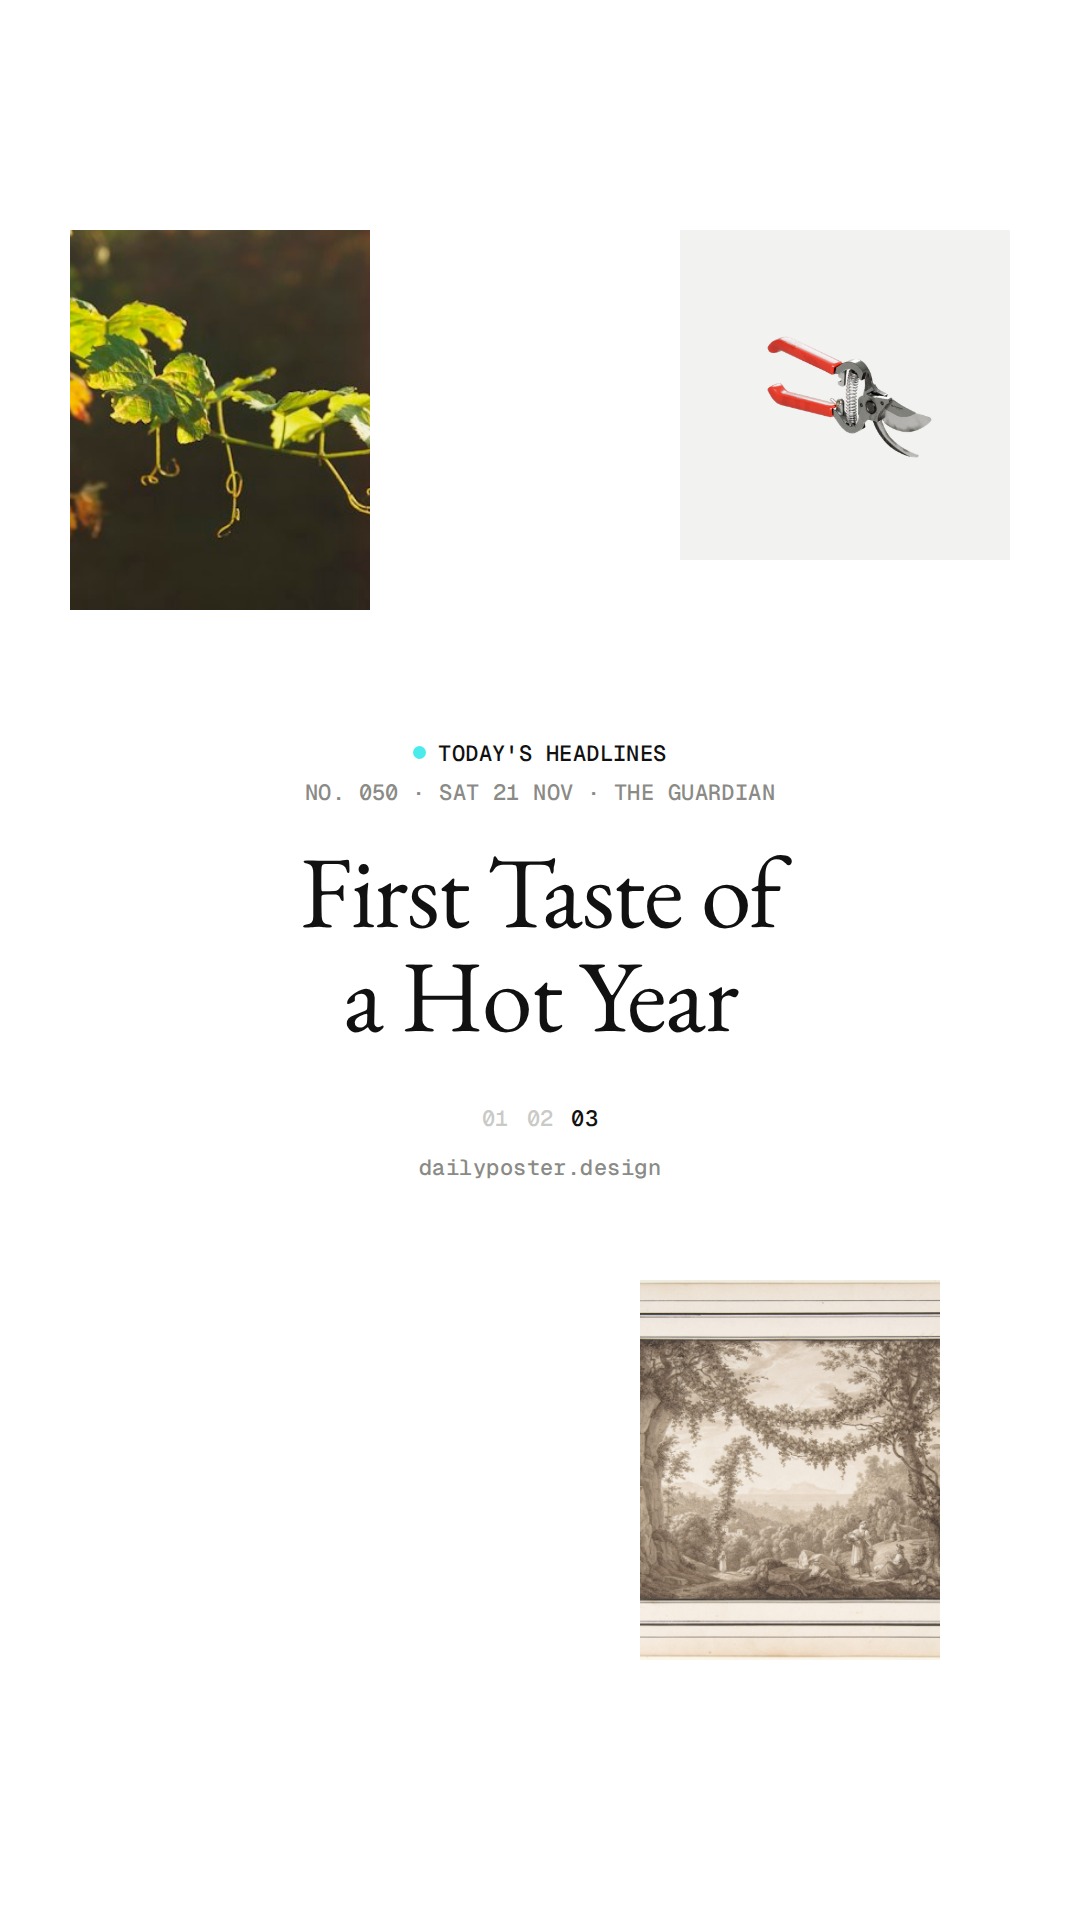 TODAY'S HEADLINES
NO. 050 · SAT 21 NOV · THE GUARDIAN
First Taste of
a Hot Year
01 02 03
dailyposter.design